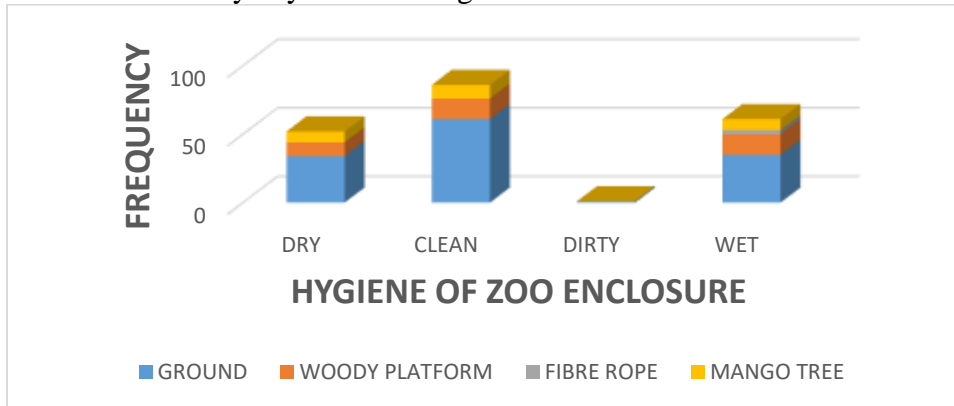 FREQUENCY
100
50
0
DRY CLEAN DIRTY WET
HYGIENE OF ZOO ENCLOSURE
GROUND WOODY PLATFORM FIBRE ROPE MANGO TREE